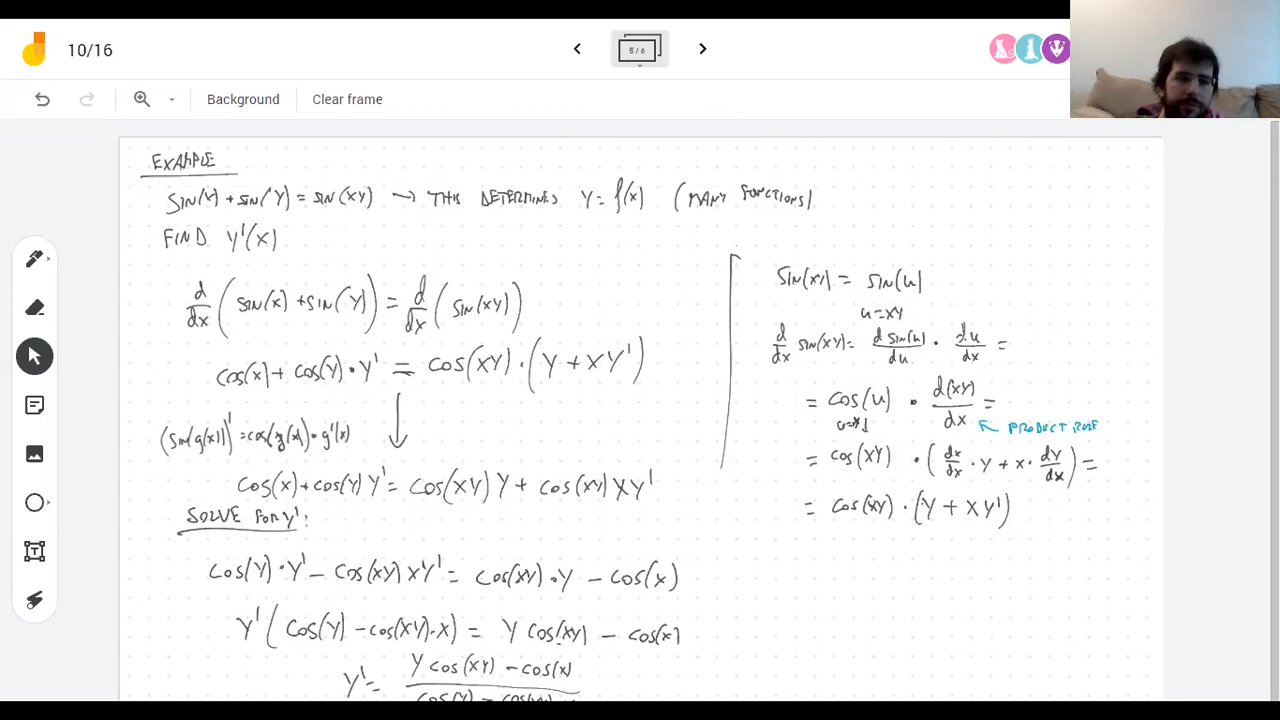 10/16
5 / 6
Background
Clear frame
EXAMPLE
SIN(X) + SIN(Y) = SIN(XY) → THIS DETERMINES Y = f(x) (MANY FUNCTIONS)
FIND Y'(X)
d/dx (SIN(X) + SIN(Y)) = d/dx (SIN(XY))
COS(X) + COS(Y) · Y' = COS(XY) · (Y + XY')
(SIN(g(x)))' = COS(g(x)) · g'(x)
COS(X) + COS(Y) Y' = COS(XY) Y + COS(XY) XY'
SOLVE FOR Y':
COS(Y) · Y' - COS(XY) XY' = COS(XY) · Y - COS(X)
Y' (COS(Y) - COS(XY) · X) = Y COS(XY) - COS(X)
Y' = Y COS(XY) - COS(X)
SIN(XY) = SIN(U)
U = XY
d/dx SIN(XY) = d SIN(U)/du · du/dx =
= COS(U) · d(XY)/dx =
U=XY
PRODUCT RULE
= COS(XY) · (dx/dx · Y + X · dY/dx) =
= COS(XY) · (Y + XY')